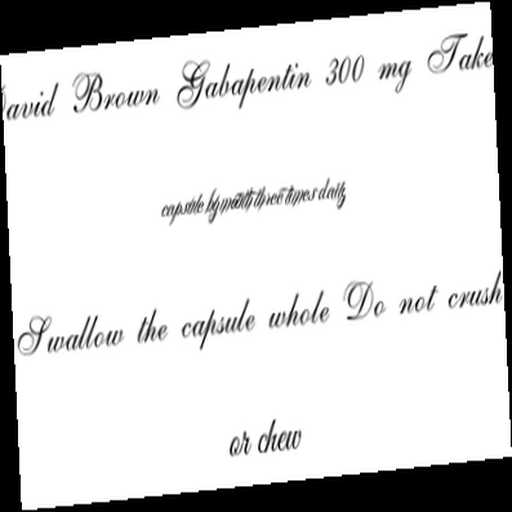 David Brown Gabapentin 300 mg Take
capsule by mouth three times daily
Swallow the capsule whole Do not crush
or chew